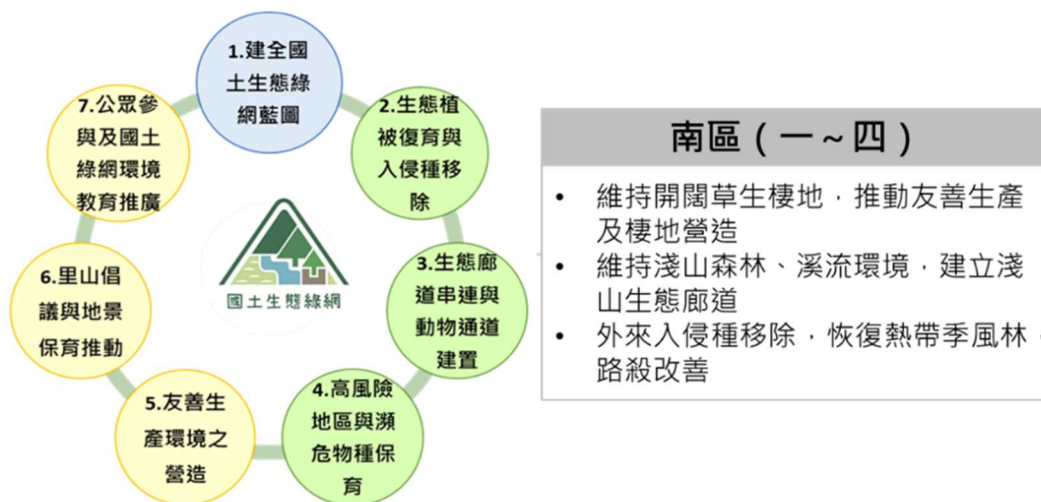 1.建全國
土生態綠
網藍圖
2.生態植
被復育與
入侵種移
除
3.生態廊
道串連與
動物通道
建置
4.高風險
地區與瀕
危物種保
育
5.友善生
產環境之
營造
6.里山倡
議與地景
保育推動
7.公眾參
與及國土
綠網環境
教育推廣
國土生態綠網
南區（一～四）
• 維持開闊草生棲地，推動友善生產
及棲地營造
• 維持淺山森林、溪流環境，建立淺
山生態廊道
• 外來入侵種移除，恢復熱帶季風林，
路殺改善